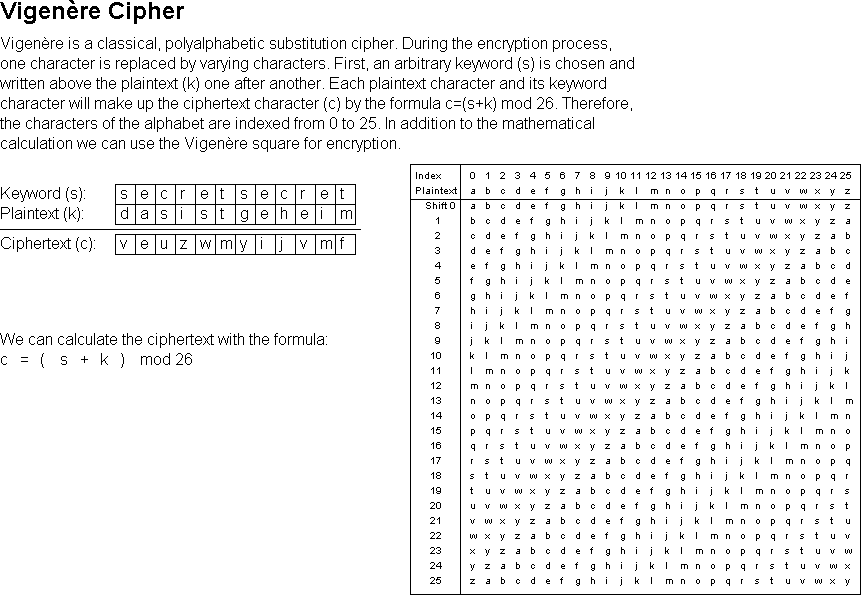 Vigenère Cipher
Vigenère is a classical, polyalphabetic substitution cipher. During the encryption process,
one character is replaced by varying characters. First, an arbitrary keyword (s) is chosen and
written above the plaintext (k) one after another. Each plaintext character and its keyword
character will make up the ciphertext character (c) by the formula c=(s+k) mod 26. Therefore,
the characters of the alphabet are indexed from 0 to 25. In addition to the mathematical
calculation we can use the Vigenère square for encryption.
Keyword (s): s e c r e t s e c r e t
Plaintext (k): d a s i s t g e h e i m
Ciphertext (c): v e u z w m y i j v m f
We can calculate the ciphertext with the formula:
c = ( s + k ) mod 26
Index 0 1 2 3 4 5 6 7 8 9 10 11 12 13 14 15 16 17 18 19 20 21 22 23 24 25
Plaintext a b c d e f g h i j k l m n o p q r s t u v w x y z
Shift 0 a b c d e f g h i j k l m n o p q r s t u v w x y z
1 b c d e f g h i j k l m n o p q r s t u v w x y z a
2 c d e f g h i j k l m n o p q r s t u v w x y z a b
3 d e f g h i j k l m n o p q r s t u v w x y z a b c
4 e f g h i j k l m n o p q r s t u v w x y z a b c d
5 f g h i j k l m n o p q r s t u v w x y z a b c d e
6 g h i j k l m n o p q r s t u v w x y z a b c d e f
7 h i j k l m n o p q r s t u v w x y z a b c d e f g
8 i j k l m n o p q r s t u v w x y z a b c d e f g h
9 j k l m n o p q r s t u v w x y z a b c d e f g h i
10 k l m n o p q r s t u v w x y z a b c d e f g h i j
11 l m n o p q r s t u v w x y z a b c d e f g h i j k
12 m n o p q r s t u v w x y z a b c d e f g h i j k l
13 n o p q r s t u v w x y z a b c d e f g h i j k l m
14 o p q r s t u v w x y z a b c d e f g h i j k l m n
15 p q r s t u v w x y z a b c d e f g h i j k l m n o
16 q r s t u v w x y z a b c d e f g h i j k l m n o p
17 r s t u v w x y z a b c d e f g h i j k l m n o p q
18 s t u v w x y z a b c d e f g h i j k l m n o p q r
19 t u v w x y z a b c d e f g h i j k l m n o p q r s
20 u v w x y z a b c d e f g h i j k l m n o p q r s t
21 v w x y z a b c d e f g h i j k l m n o p q r s t u
22 w x y z a b c d e f g h i j k l m n o p q r s t u v
23 x y z a b c d e f g h i j k l m n o p q r s t u v w
24 y z a b c d e f g h i j k l m n o p q r s t u v w x
25 z a b c d e f g h i j k l m n o p q r s t u v w x y